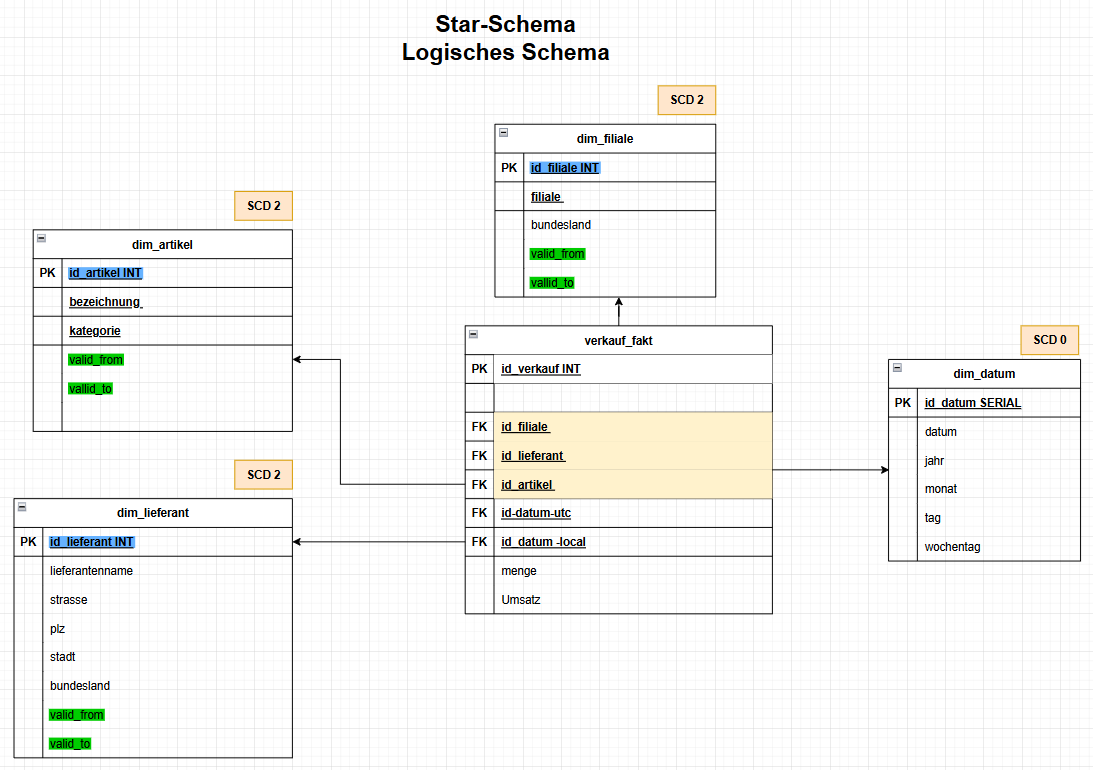 Star-Schema
Logisches Schema
SCD 2
dim_filiale
PK id_filiale INT
filiale
bundesland
valid_from
vallid_to
SCD 2
dim_artikel
PK id_artikel INT
bezeichnung
kategorie
valid_from
vallid_to
verkauf_fakt
PK id_verkauf INT
FK id_filiale
FK id_lieferant
FK id_artikel
FK id-datum-utc
FK id_datum -local
menge
Umsatz
SCD 0
dim_datum
PK id_datum SERIAL
datum
jahr
monat
tag
wochentag
SCD 2
dim_lieferant
PK id_lieferant INT
lieferantenname
strasse
plz
stadt
bundesland
valid_from
valid_to